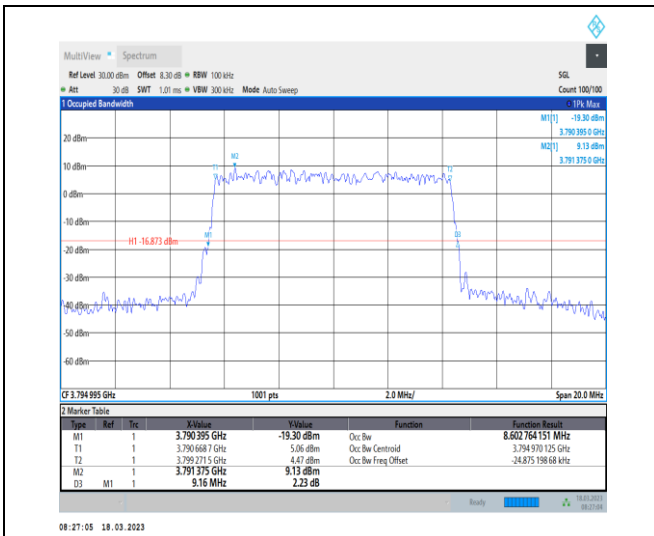 MultiView Spectrum
Ref Level 30.00 dBm Offset 8.30 dB RBW 100 kHz SGL
Att 30 dB SWT 1.01 ms VBW 300 kHz Mode Auto Sweep Count 100/100
1 Occupied Bandwidth 1Pk Max
M1[1] -19.30 dBm
3.790 395 0 GHz
M2[1] 9.13 dBm
3.791 375 0 GHz
20 dBm
M2
T1
T2
10 dBm
0 dBm
-10 dBm
M1
D3
H1 -16.873 dBm
-20 dBm
-30 dBm
-40 dBm
-50 dBm
-60 dBm
CF 3.794 995 GHz 1001 pts 2.0 MHz/ Span 20.0 MHz
2 Marker Table
Type Ref Trc X-Value Y-Value Function Function Result
M1 1 3.790 395 GHz -19.30 dBm Occ Bw 8.602 764 151 MHz
T1 1 3.790 668 7 GHz 5.06 dBm Occ Bw Centroid 3.794 970 125 GHz
T2 1 3.799 271 5 GHz 4.47 dBm Occ Bw Freq Offset -24.875 198 68 kHz
M2 1 3.791 375 GHz 9.13 dBm
D3 M1 1 9.16 MHz 2.23 dB
Ready 18.03.2023
08:27:04
08:27:05 18.03.2023